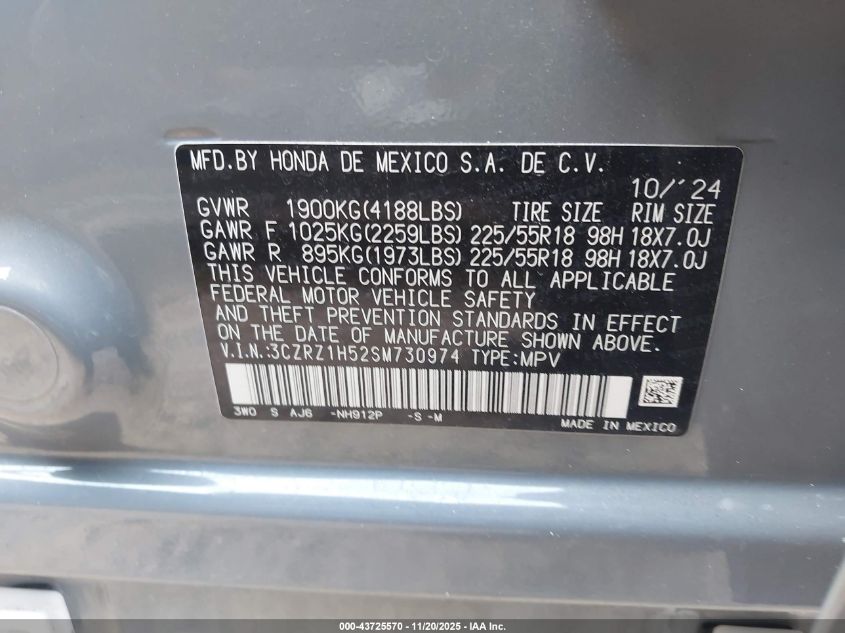 MFD.BY HONDA DE MEXICO S.A. DE C.V.
10/'24
GVWR 1900KG(4188LBS) TIRE SIZE RIM SIZE
GAWR F 1025KG(2259LBS) 225/55R18 98H 18X7.0J
GAWR R 895KG(1973LBS) 225/55R18 98H 18X7.0J
THIS VEHICLE CONFORMS TO ALL APPLICABLE
FEDERAL MOTOR VEHICLE SAFETY
AND THEFT PREVENTION STANDARDS IN EFFECT
ON THE DATE OF MANUFACTURE SHOWN ABOVE.
V.I.N.:3CZRZ1H52SM730974 TYPE:MPV
3W0 S AJ6 -NH912P -S -M
MADE IN MEXICO
000-43725570 - 11/20/2025 - IAA Inc.